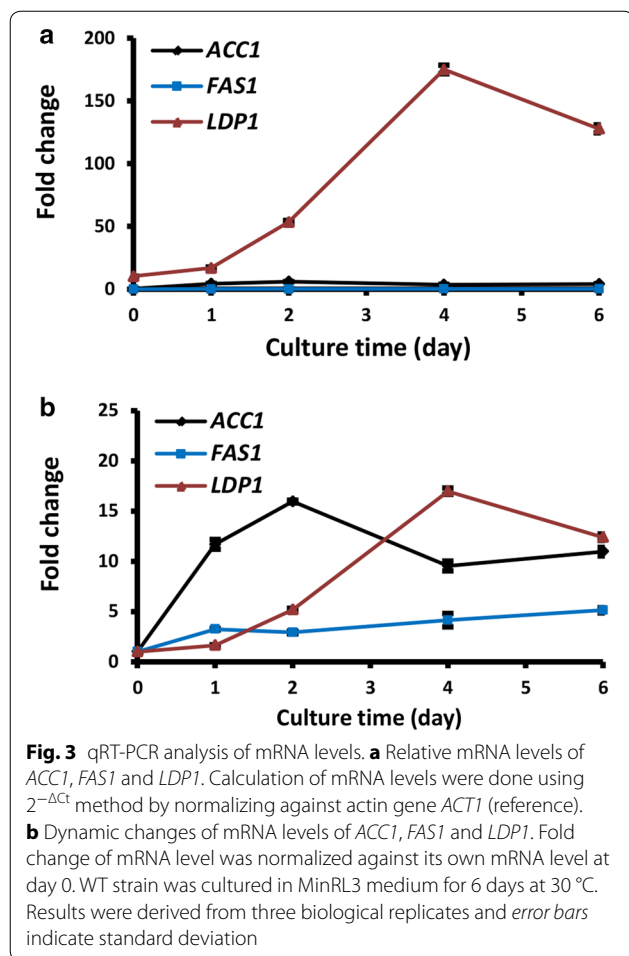 a
200
150
100
50
0
Fold change
ACC1
FAS1
LDP1
0 1 2 3 4 5 6
Culture time (day)
b
25
20
15
10
5
0
Fold change
ACC1
FAS1
LDP1
0 1 2 3 4 5 6
Culture time (day)
Fig. 3 qRT-PCR analysis of mRNA levels. a Relative mRNA levels of
ACC1, FAS1 and LDP1. Calculation of mRNA levels were done using
2−ΔCt method by normalizing against actin gene ACT1 (reference).
b Dynamic changes of mRNA levels of ACC1, FAS1 and LDP1. Fold
change of mRNA level was normalized against its own mRNA level at
day 0. WT strain was cultured in MinRL3 medium for 6 days at 30 °C.
Results were derived from three biological replicates and error bars
indicate standard deviation